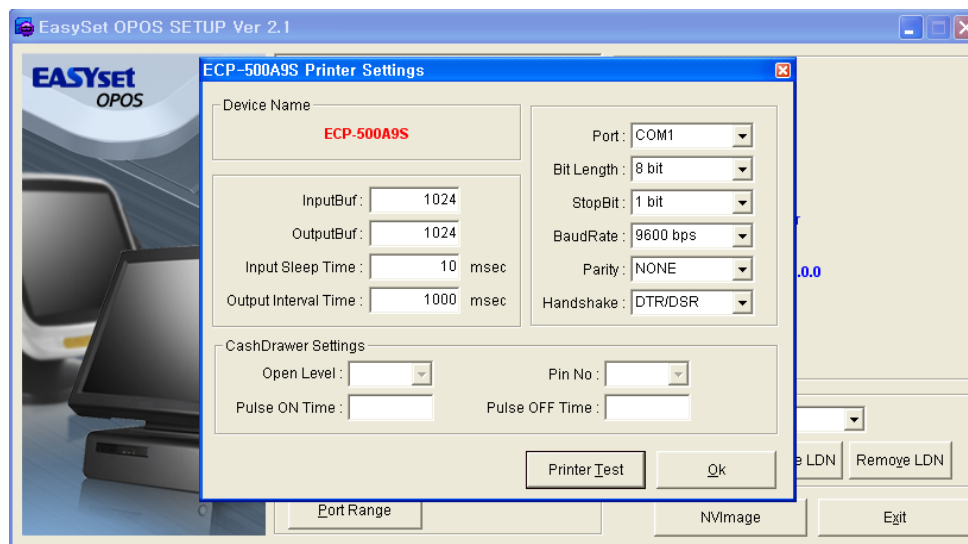 EasySet OPOS SETUP Ver 2.1
EASYset
OPOS
ECP-500A9S Printer Settings
Device Name
ECP-500A9S
InputBuf : 1024
OutputBuf : 1024
Input Sleep Time : 10 msec
Output Interval Time : 1000 msec
Port : COM1
Bit Length : 8 bit
StopBit : 1 bit
BaudRate : 9600 bps
Parity : NONE
Handshake : DTR/DSR
.0.0
CashDrawer Settings
Open Level :
Pin No :
Pulse ON Time :
Pulse OFF Time :
Printer Test
Ok
LDN
Remove LDN
Port Range
NVImage
Exit